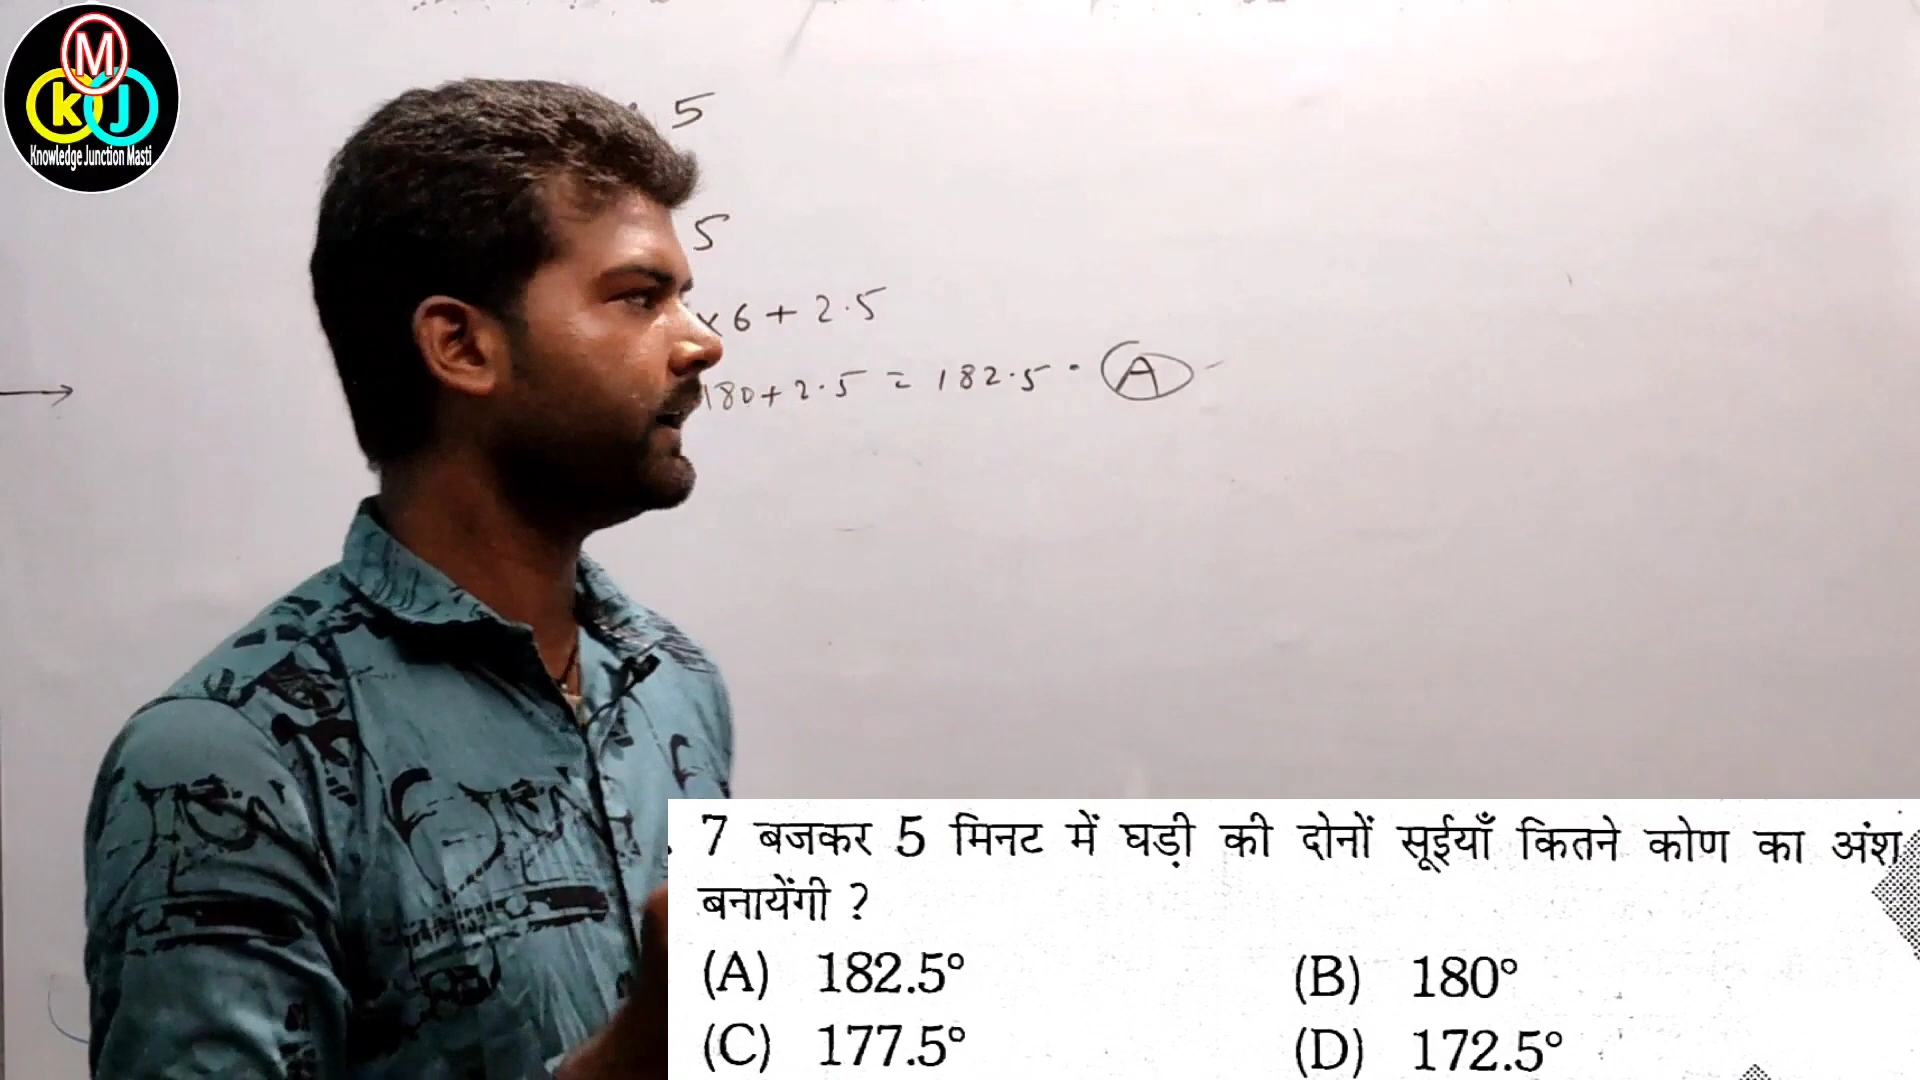 M
k J
Knowledge Junction Masti
5
5
x 6 + 2.5
180 + 2.5 = 182.5 . A
7 बजकर 5 मिनट में घड़ी की दोनों सूईयाँ कितने कोण का अंश
बनायेंगी ?
(A) 182.5° (B) 180°
(C) 177.5° (D) 172.5°